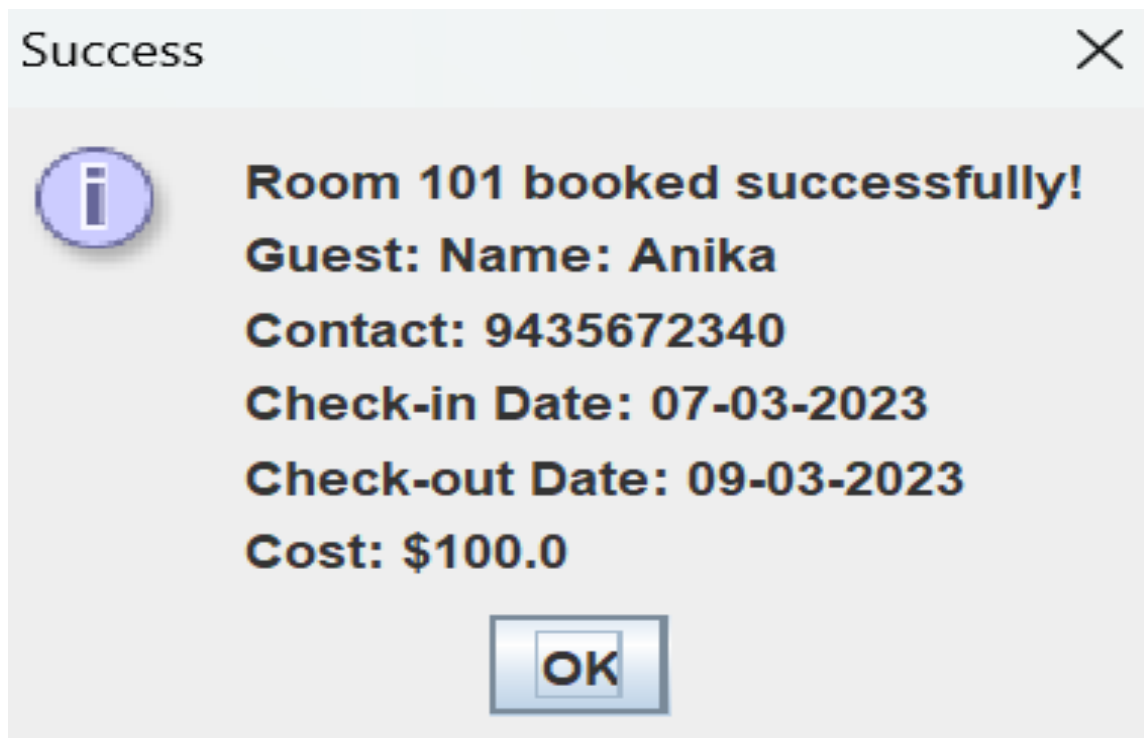 Success
Room 101 booked successfully!
Guest: Name: Anika
Contact: 9435672340
Check-in Date: 07-03-2023
Check-out Date: 09-03-2023
Cost: $100.0
OK